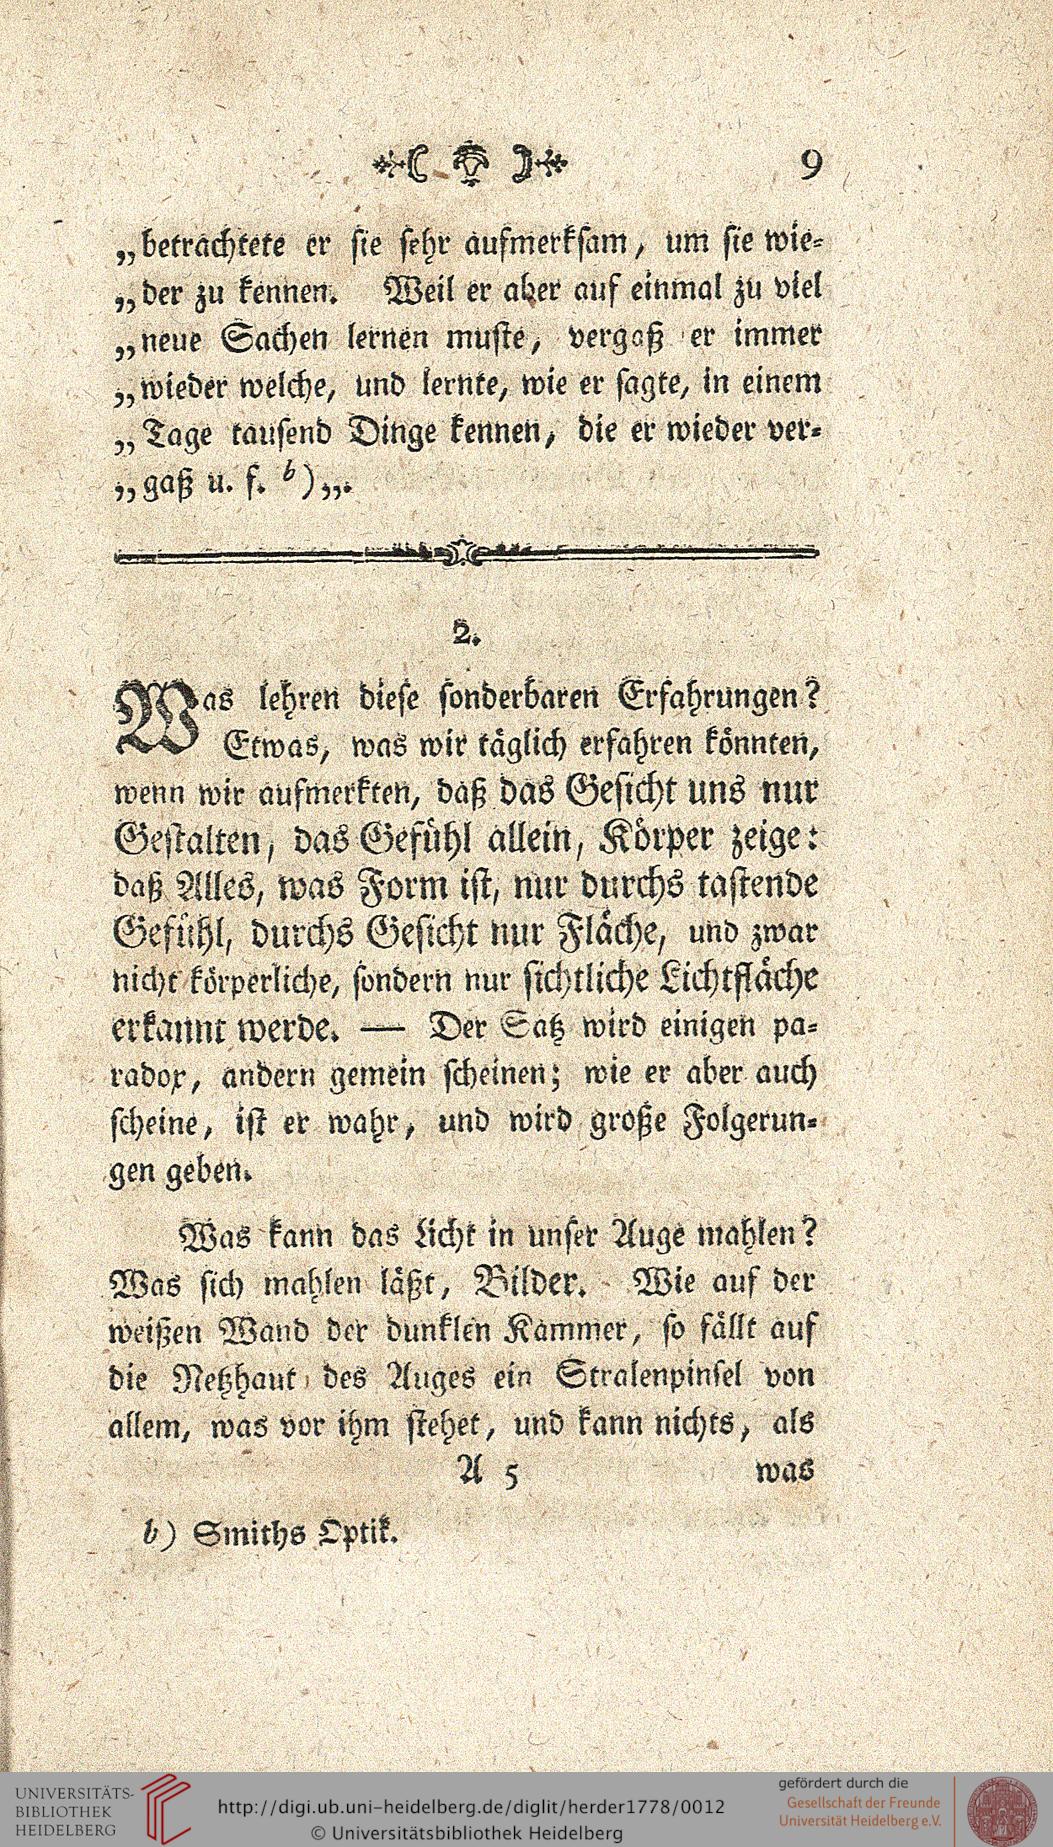 9
„betrachtete er sie sehr aufmerksam, um sie wie-
„der zu kennen. Weil er aber auf einmal zu viel
„neue Sachen lernen muste, vergaß er immer
„wieder welche, und lernte, wie er sagte, in einem
„Tage tausend Dinge kennen, die er wieder ver-
„gaß u. s. b)„.
2.
Was lehren diese sonderbaren Erfahrungen?
Etwas, was wir täglich erfahren könnten,
wenn wir aufmerkten, daß das Gesicht uns nur
Gestalten, das Gefühl allein, Körper zeige:
daß Alles, was Form ist, nur durchs tastende
Gefühl, durchs Gesicht nur Fläche, und zwar
nicht körperliche, sondern nur sichtliche Lichtfläche
erkannt werde. — Der Satz wird einigen pa-
radox, andern gemein scheinen; wie er aber auch
scheine, ist er wahr, und wird große Folgerun-
gen geben.
Was kann das Licht in unser Auge mahlen?
Was sich mahlen läßt, Bilder. Wie auf der
weißen Wand der dunklen Kammer, so fällt auf
die Netzhaut des Auges ein Stralenpinsel von
allem, was vor ihm stehet, und kann nichts, als
A 5 was
b) Smiths Optik.
UNIVERSITÄTS-
BIBLIOTHEK
HEIDELBERG
http://digi.ub.uni-heidelberg.de/diglit/herder1778/0012
© Universitätsbibliothek Heidelberg
gefördert durch die
Gesellschaft der Freunde
Universität Heidelberg e.V.